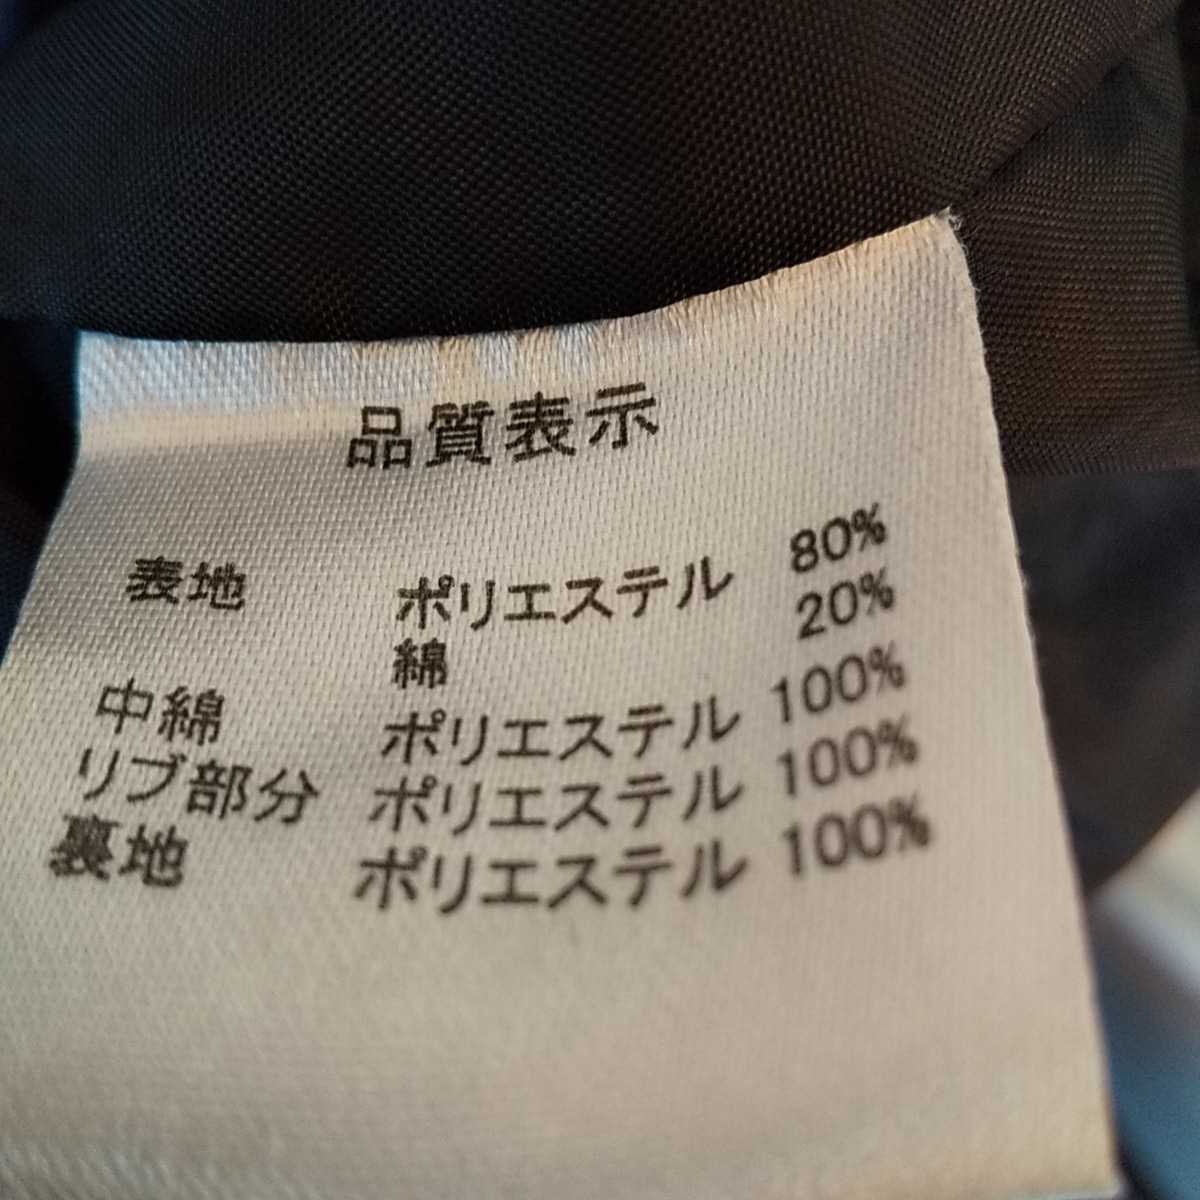 品質表示
表地 ポリエステル 80%
綿 20%
中綿 ポリエステル 100%
リブ部分 ポリエステル 100%
裏地 ポリエステル 100%